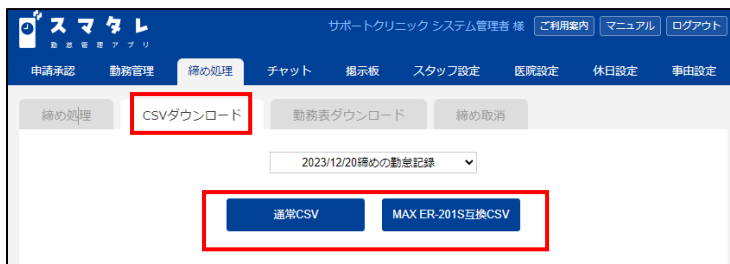 スマタレ
勤怠管理アプリ
サポートクリニック システム管理者 様 ご利用案内 マニュアル ログアウト
申請承認 勤務管理 締め処理 チャット 掲示板 スタッフ設定 医院設定 休日設定 事由設定
締め処理 CSVダウンロード 勤務表ダウンロード 締め取消
2023/12/20締めの勤怠記録
通常CSV MAX ER-201S互換CSV